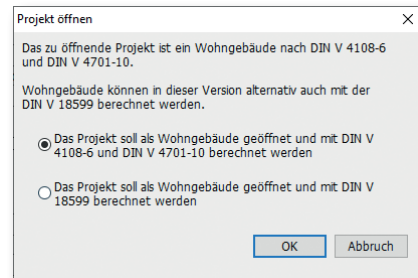 Projekt öffnen
Das zu öffnende Projekt ist ein Wohngebäude nach DIN V 4108-6
und DIN V 4701-10.
Wohngebäude können in dieser Version alternativ auch mit der
DIN V 18599 berechnet werden.
Das Projekt soll als Wohngebäude geöffnet und mit DIN V
4108-6 und DIN V 4701-10 berechnet werden
Das Projekt soll als Wohngebäude geöffnet und mit DIN V
18599 berechnet werden
OK Abbruch